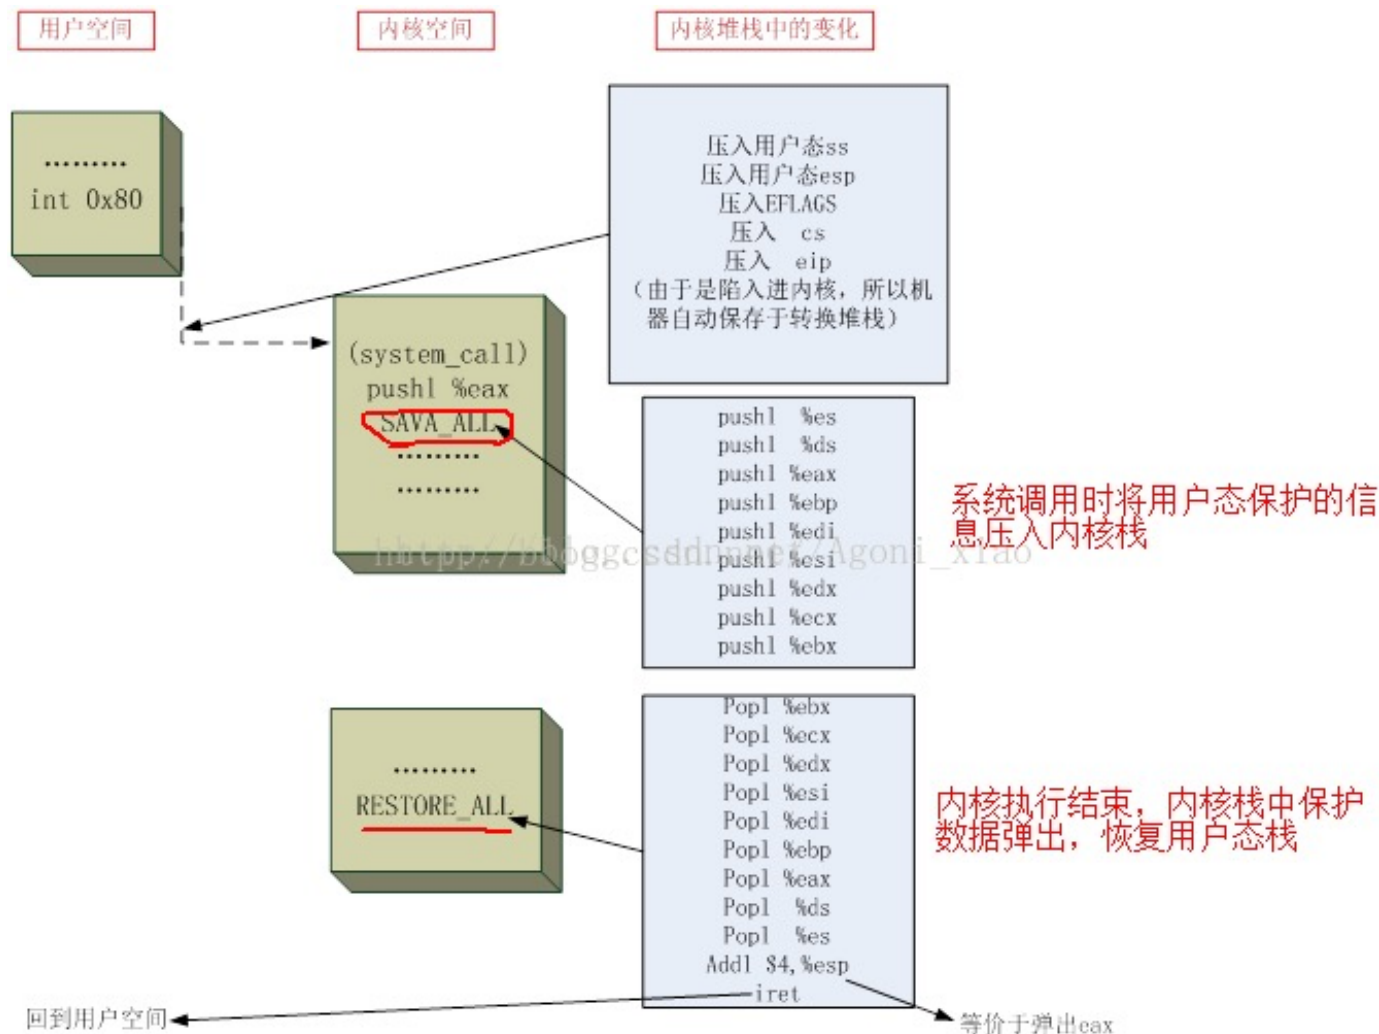 用户空间
内核空间
内核堆栈中的变化
.........
int 0x80
压入用户态ss
压入用户态esp
压入EFLAGS
压入 cs
压入 eip
（由于是陷入进内核，所以机
器自动保存于转换堆栈）
(system_call)
pushl %eax
SAVA_ALL
.........
.........
pushl %es
pushl %ds
pushl %eax
pushl %ebp
pushl %edi
pushl %esi
pushl %edx
pushl %ecx
pushl %ebx
系统调用时将用户态保护的信
息压入内核栈
.........
RESTORE_ALL
Popl %ebx
Popl %ecx
Popl %edx
Popl %esi
Popl %edi
Popl %ebp
Popl %eax
Popl %ds
Popl %es
Addl $4,%esp
iret
内核执行结束，内核栈中保护
数据弹出，恢复用户态栈
回到用户空间
等价于弹出eax